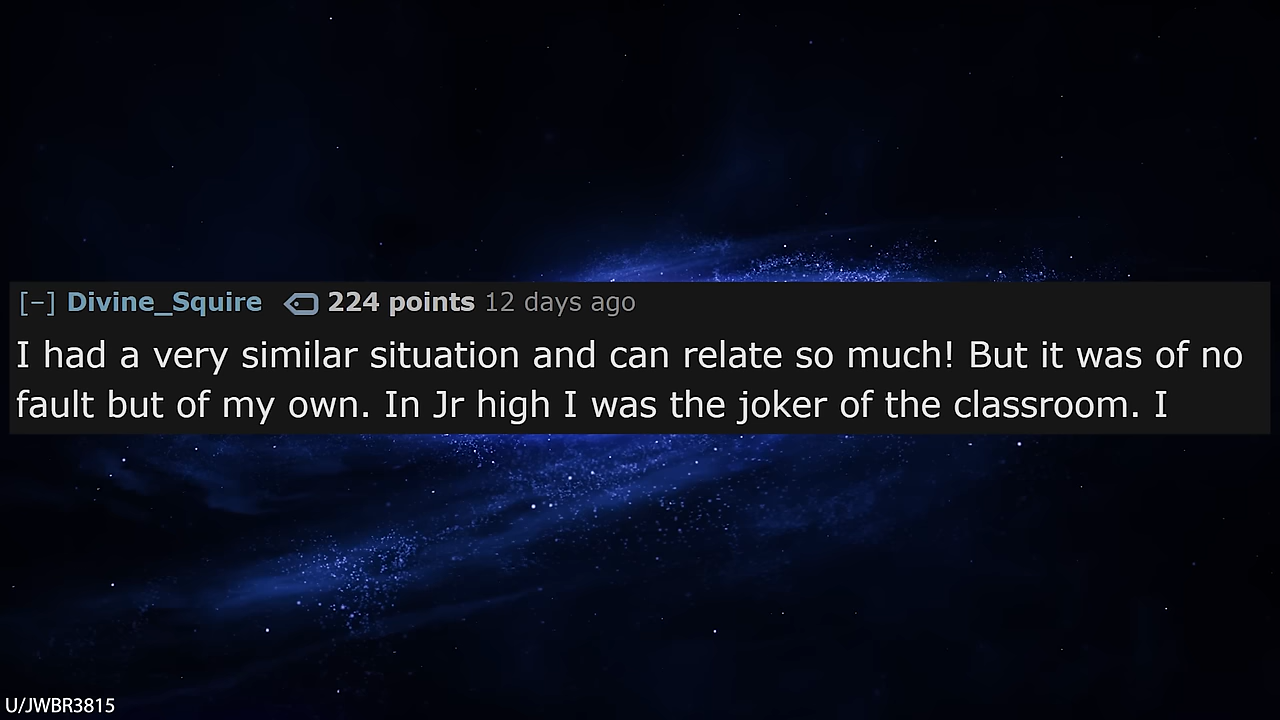 [–] Divine_Squire 224 points 12 days ago
I had a very similar situation and can relate so much! But it was of no
fault but of my own. In Jr high I was the joker of the classroom. I
U/JWBR3815